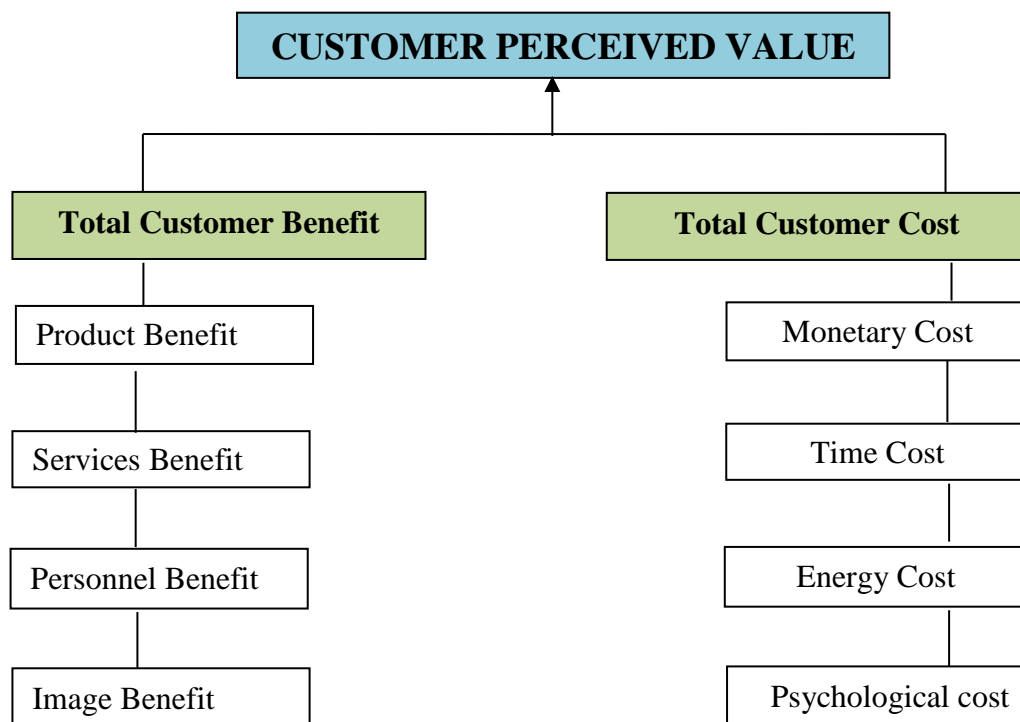 CUSTOMER PERCEIVED VALUE
Total Customer Benefit
Total Customer Cost
Product Benefit
Monetary Cost
Services Benefit
Time Cost
Personnel Benefit
Energy Cost
Image Benefit
Psychological cost